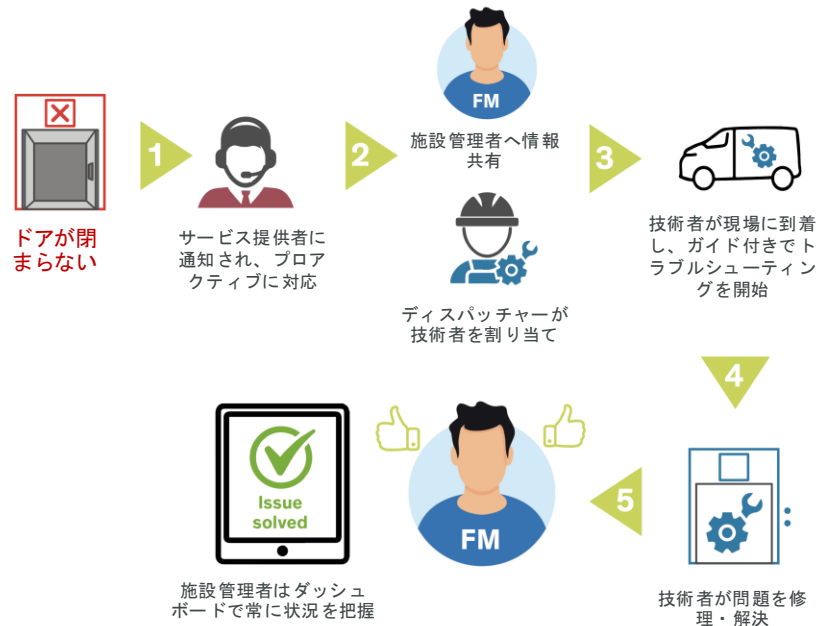 ドアが閉
まらない
1
サービス提供者に
通知され、プロア
クティブに対応
2
FM
施設管理者へ情報
共有
ディスパッチャーが
技術者を割り当て
3
技術者が現場に到着
し、ガイド付きでト
ラブルシューティン
グを開始
4
技術者が問題を修
理・解決
5
FM
Issue
solved
施設管理者はダッシュ
ボードで常に状況を把握